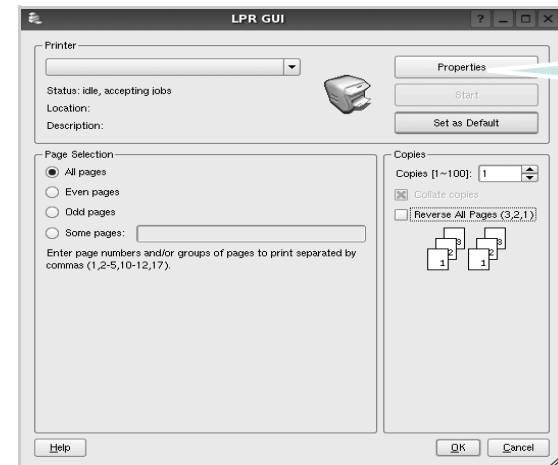 LPR GUI
Printer
Properties
Status: idle, accepting jobs
Start
Location:
Description:
Set as Default
Page Selection
All pages
Even pages
Odd pages
Some pages:
Enter page numbers and/or groups of pages to print separated by
commas (1,2-5,10-12,17).
Copies
Copies [1~100]: 1
Collate copies
Reverse All Pages (3,2,1)
3 3
2 2
1 1
Help
OK
Cancel